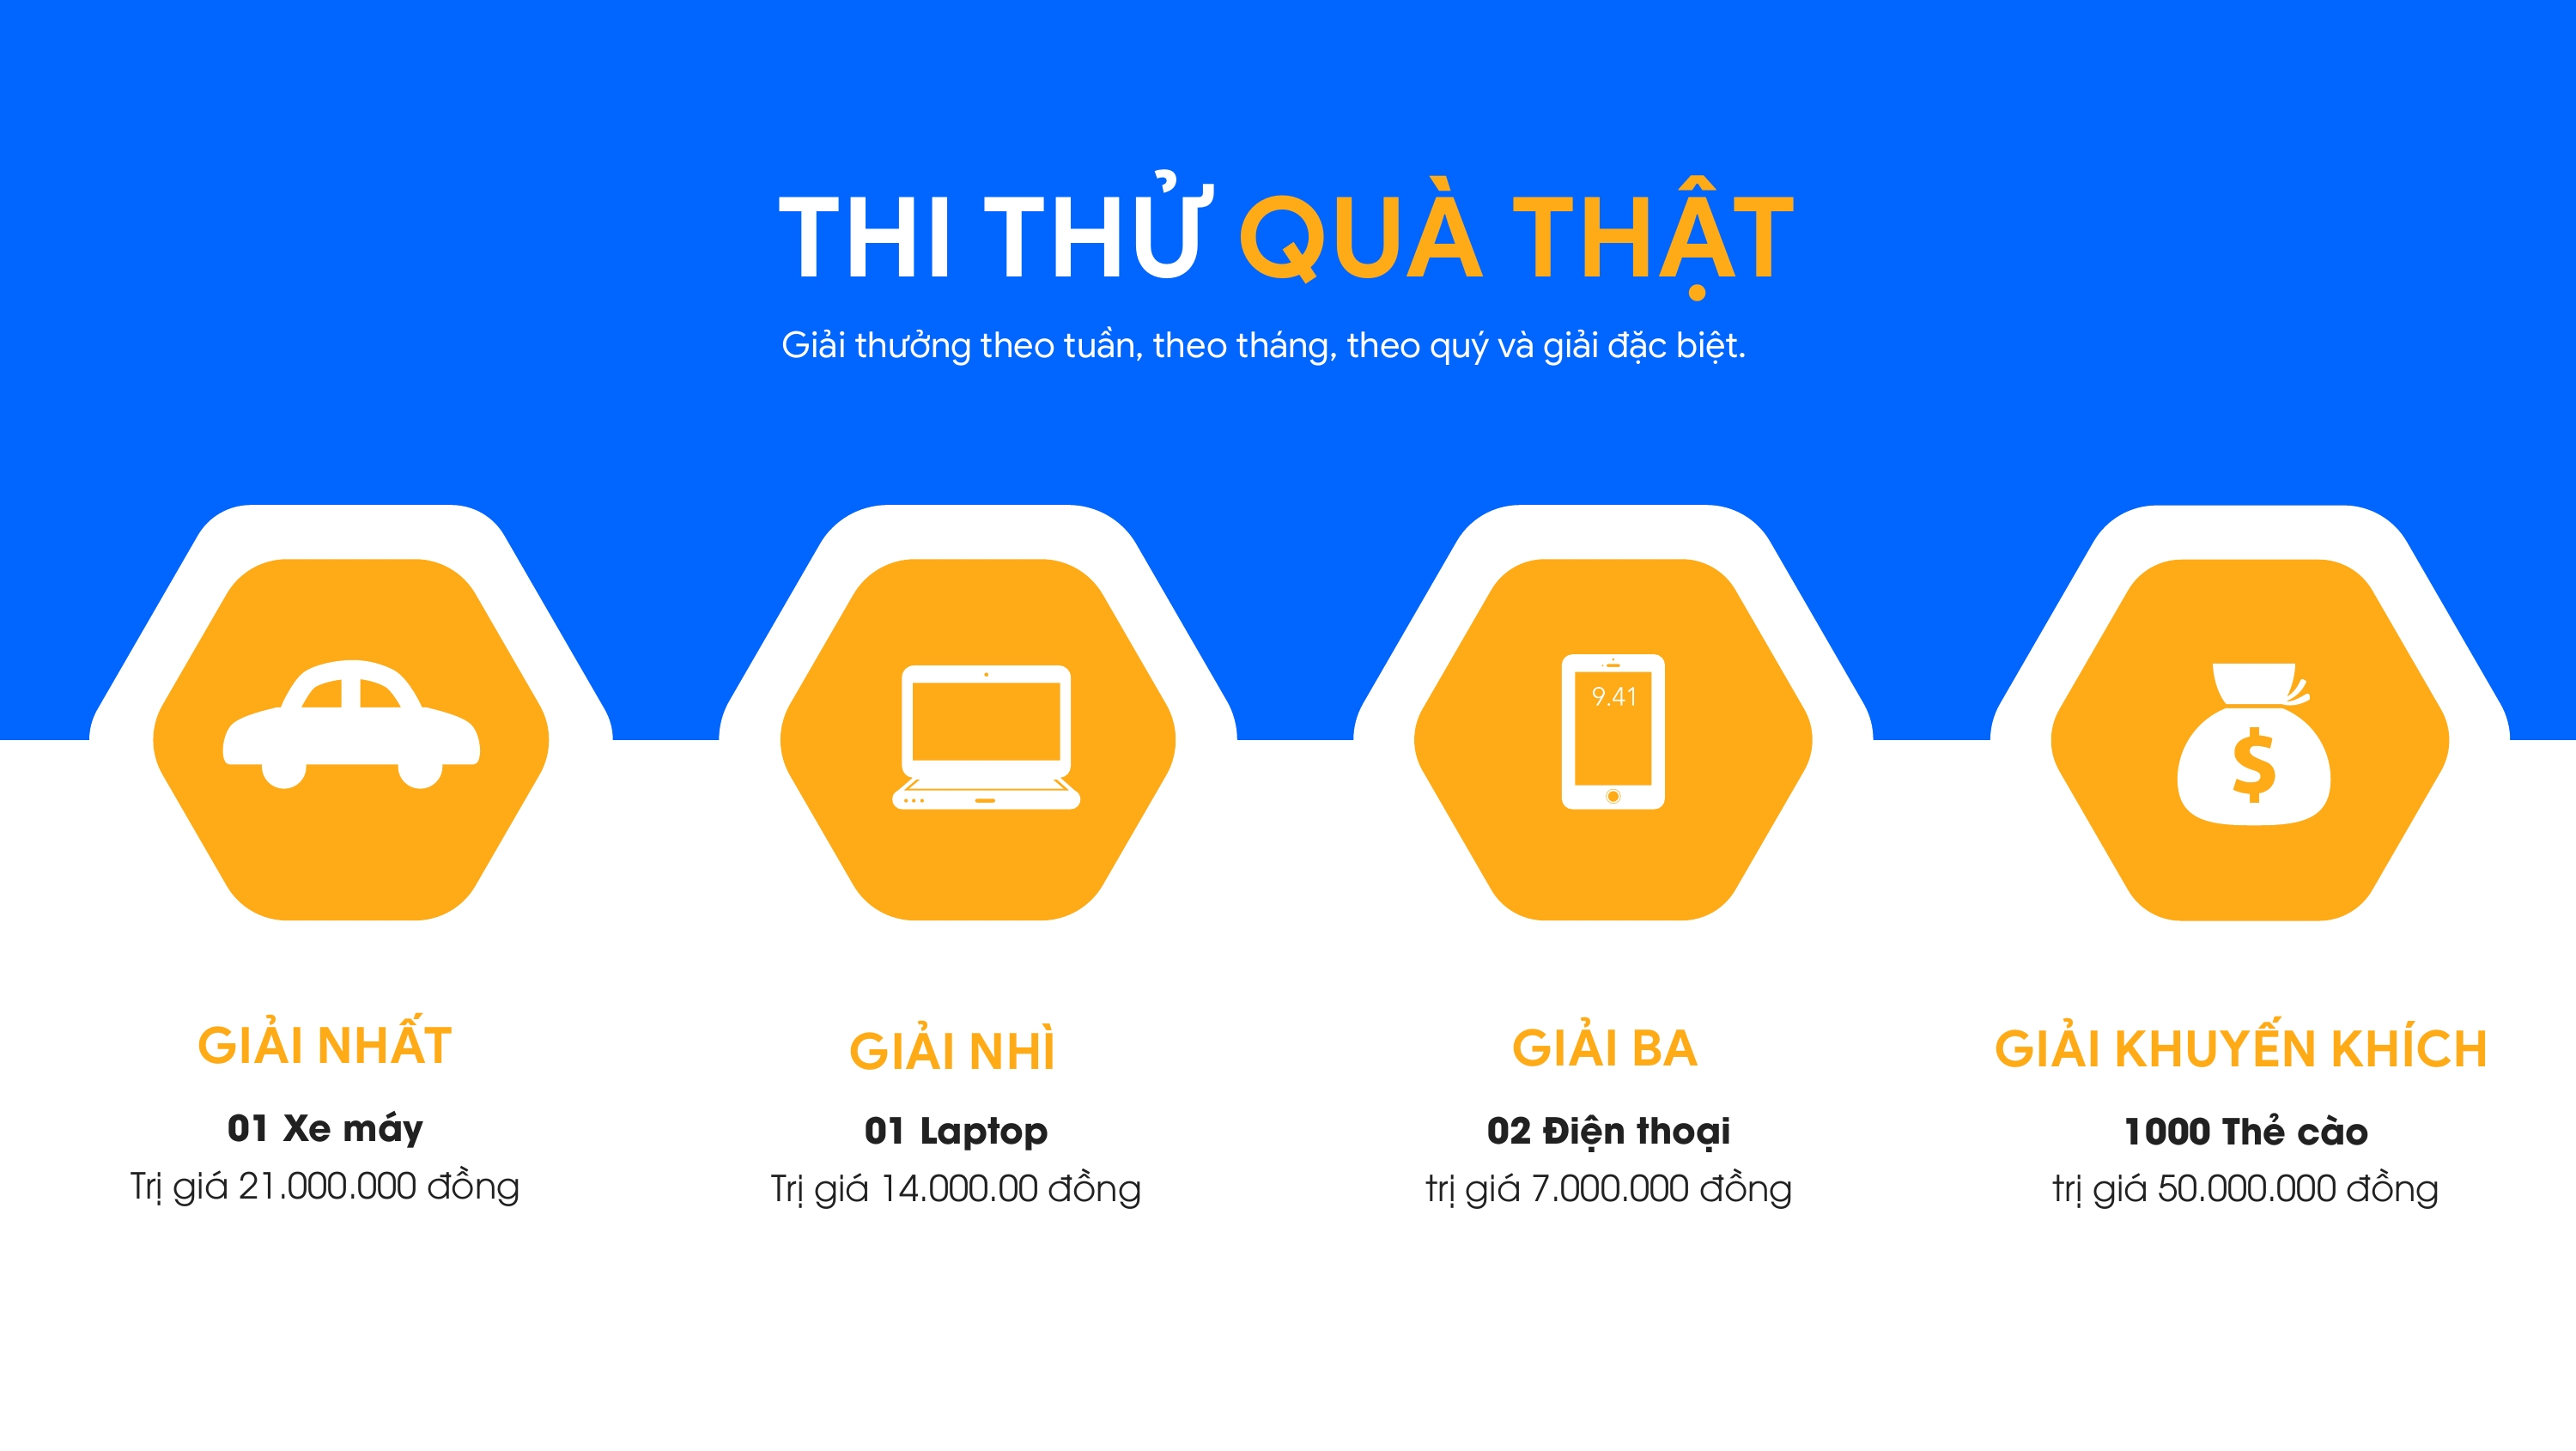 THI THỬ QUÀ THẬT
Giải thưởng theo tuần, theo tháng, theo quý và giải đặc biệt.
9.41
$
GIẢI NHẤT
01 Xe máy
Trị giá 21.000.000 đồng
GIẢI NHÌ
01 Laptop
Trị giá 14.000.00 đồng
GIẢI BA
02 Điện thoại
trị giá 7.000.000 đồng
GIẢI KHUYẾN KHÍCH
1000 Thẻ cào
trị giá 50.000.000 đồng